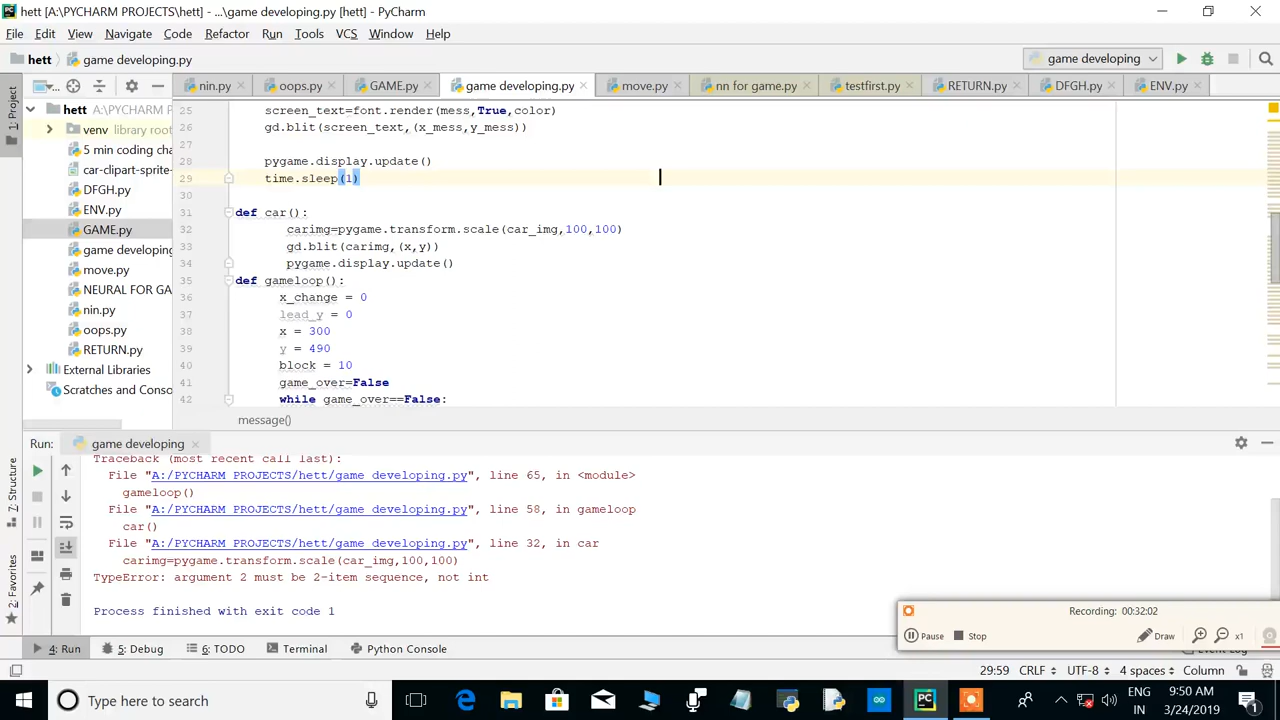 hett [A:\PYCHARM PROJECTS\hett] - ...\game developing.py [hett] - PyCharm
File Edit View Navigate Code Refactor Run Tools VCS Window Help
hett game developing.py game developing
nin.py oops.py GAME.py game developing.py move.py nn for game.py testfirst.py RETURN.py DFGH.py ENV.py
1: Project
hett
venv library root
5 min coding cha
car-clipart-sprite
DFGH.py
ENV.py
GAME.py
game developing
move.py
NEURAL FOR GA
nin.py
oops.py
RETURN.py
External Libraries
Scratches and Conso
25 screen_text=font.render(mess,True,color)
26 gd.blit(screen_text,(x_mess,y_mess))
27
28 pygame.display.update()
29 time.sleep(1)
30
31 def car():
32 carimg=pygame.transform.scale(car_img,100,100)
33 gd.blit(carimg,(x,y))
34 pygame.display.update()
35 def gameloop():
36 x_change = 0
37 lead_y = 0
38 x = 300
39 y = 490
40 block = 10
41 game_over=False
42 while game_over==False:
message()
Run: game developing
Traceback (most recent call last):
File "A:/PYCHARM PROJECTS/hett/game developing.py", line 65, in <module>
gameloop()
File "A:/PYCHARM PROJECTS/hett/game developing.py", line 58, in gameloop
car()
File "A:/PYCHARM PROJECTS/hett/game developing.py", line 32, in car
carimg=pygame.transform.scale(car_img,100,100)
TypeError: argument 2 must be 2-item sequence, not int
Process finished with exit code 1
7: Structure
2: Favorites
Recording: 00:32:02
Pause Stop Draw x1
4: Run 5: Debug 6: TODO Terminal Python Console Event Log
29:59 CRLF UTF-8 4 spaces Column
Type here to search
ENG
IN
9:50 AM
3/24/2019
1